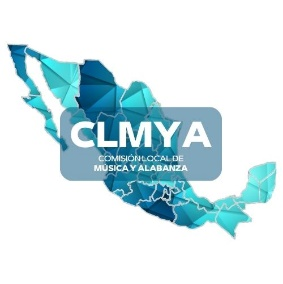 CLMYA
COMISIÓN LOCAL DE
MÚSICA Y ALABANZA